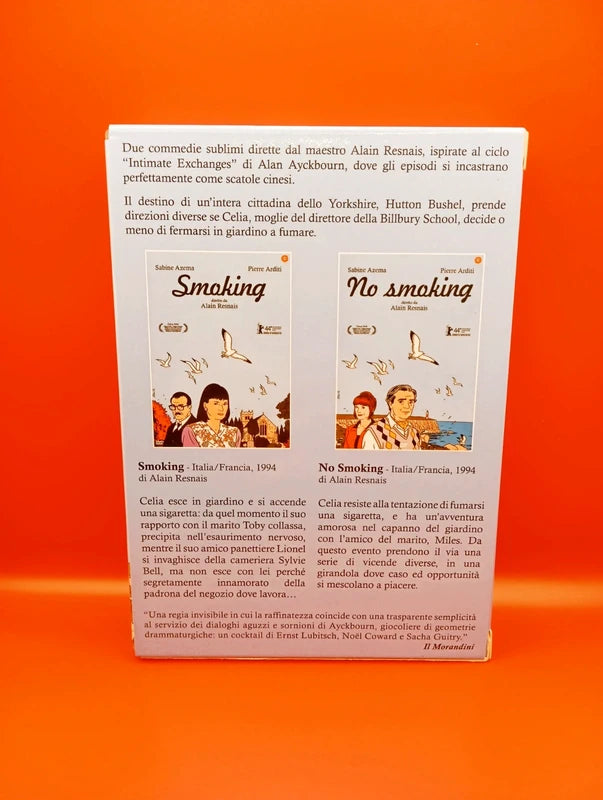 Due commedie sublimi dirette dal maestro Alain Resnais, ispirate al ciclo
"Intimate Exchanges" di Alan Ayckbourn, dove gli episodi si incastrano
perfettamente come scatole cinesi.
Il destino di un'intera cittadina dello Yorkshire, Hutton Bushel, prende
direzioni diverse se Celia, moglie del direttore della Billbury School, decide o
meno di fermarsi in giardino a fumare.
Sabine Azema Pierre Arditi
Smoking
diretto da
Alain Resnais
44
Sabine Azema Pierre Arditi
No smoking
diretto da
Alain Resnais
44
Smoking - Italia/Francia, 1994
di Alain Resnais
Celia esce in giardino e si accende
una sigaretta: da quel momento il suo
rapporto con il marito Toby collassa,
precipita nell'esaurimento nervoso,
mentre il suo amico panettiere Lionel
si invaghisce della cameriera Sylvie
Bell, ma non esce con lei perché
segretamente innamorato della
padrona del negozio dove lavora...
No Smoking - Italia/Francia, 1994
di Alain Resnais
Celia resiste alla tentazione di fumarsi
una sigaretta, e ha un'avventura
amorosa nel capanno del giardino
con l'amico del marito, Miles. Da
questo evento prendono il via una
serie di vicende diverse, in una
girandola dove caso ed opportunità
si mescolano a piacere.
"Una regia invisibile in cui la raffinatezza coincide con una trasparente semplicità
al servizio dei dialoghi aguzzi e sornioni di Ayckbourn, giocoliere di geometrie
drammaturgiche: un cocktail di Ernst Lubitsch, Noël Coward e Sacha Guitry."
Il Morandini